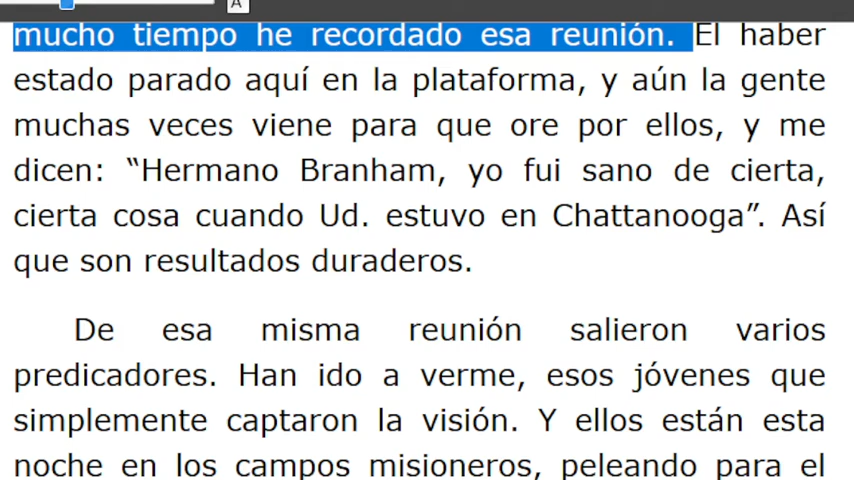 A
mucho tiempo he recordado esa reunión. El haber
estado parado aquí en la plataforma, y aún la gente
muchas veces viene para que ore por ellos, y me
dicen: “Hermano Branham, yo fui sano de cierta,
cierta cosa cuando Ud. estuvo en Chattanooga”. Así
que son resultados duraderos.
De esa misma reunión salieron varios
predicadores. Han ido a verme, esos jóvenes que
simplemente captaron la visión. Y ellos están esta
noche en los campos misioneros, peleando para el